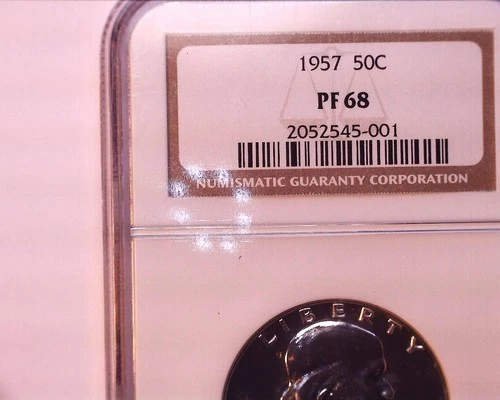 1957 50C
PF 68
2052545-001
NUMISMATIC GUARANTY CORPORATION
LIBERTY